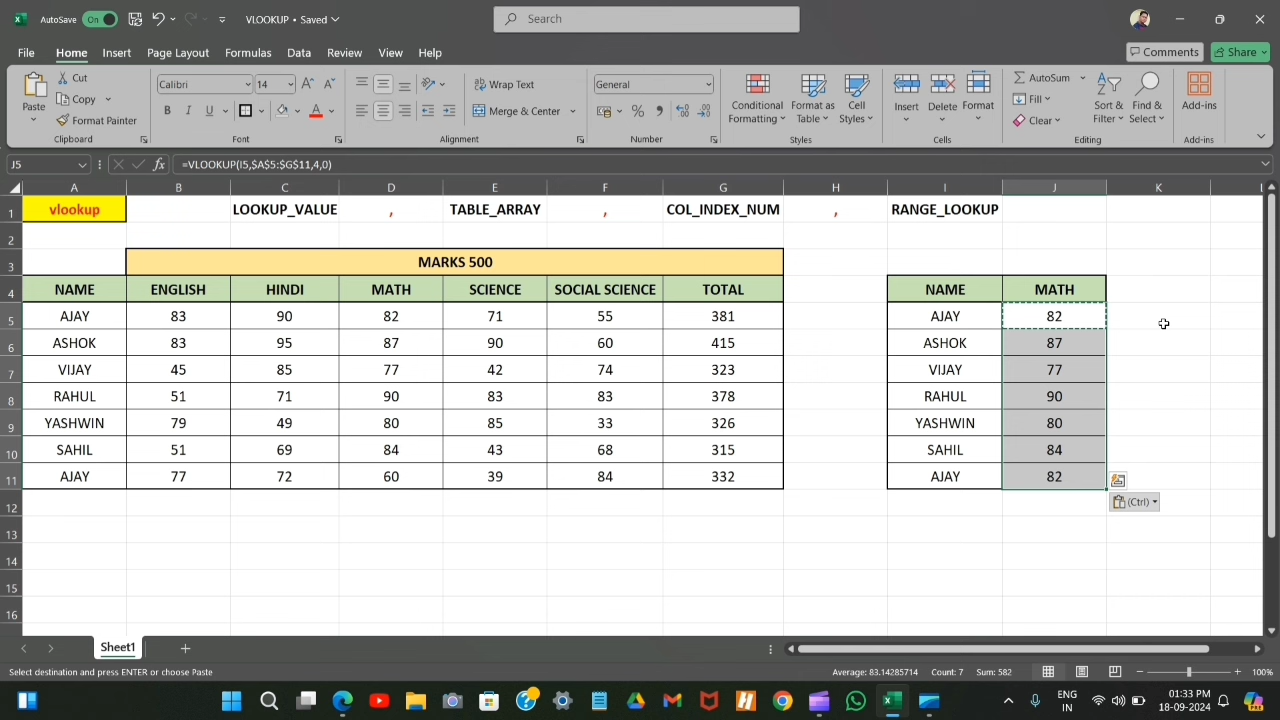 AutoSave On VLOOKUP • Saved Search
File Home Insert Page Layout Formulas Data Review View Help Comments Share
Paste Cut Copy Format Painter Clipboard
Calibri 14 B I U A Font
Wrap Text Merge & Center Alignment
General % Number
Conditional Formatting Format as Table Cell Styles Styles
Insert Delete Format Cells
AutoSum Fill Clear Sort & Filter Find & Select Editing
Add-ins Add-ins
J5 fx =VLOOKUP(I5,$A$5:$G$11,4,0)
A B C D E F G H I J K
1 vlookup LOOKUP_VALUE , TABLE_ARRAY , COL_INDEX_NUM , RANGE_LOOKUP
2
3 MARKS 500
4 NAME ENGLISH HINDI MATH SCIENCE SOCIAL SCIENCE TOTAL NAME MATH
5 AJAY 83 90 82 71 55 381 AJAY 82
6 ASHOK 83 95 87 90 60 415 ASHOK 87
7 VIJAY 45 85 77 42 74 323 VIJAY 77
8 RAHUL 51 71 90 83 83 378 RAHUL 90
9 YASHWIN 79 49 80 85 33 326 YASHWIN 80
10 SAHIL 51 69 84 43 68 315 SAHIL 84
11 AJAY 77 72 60 39 84 332 AJAY 82
12 (Ctrl)
13
14
15
16
Sheet1
Select destination and press ENTER or choose Paste Average: 83.14285714 Count: 7 Sum: 582 100%
ENG IN 01:33 PM 18-09-2024